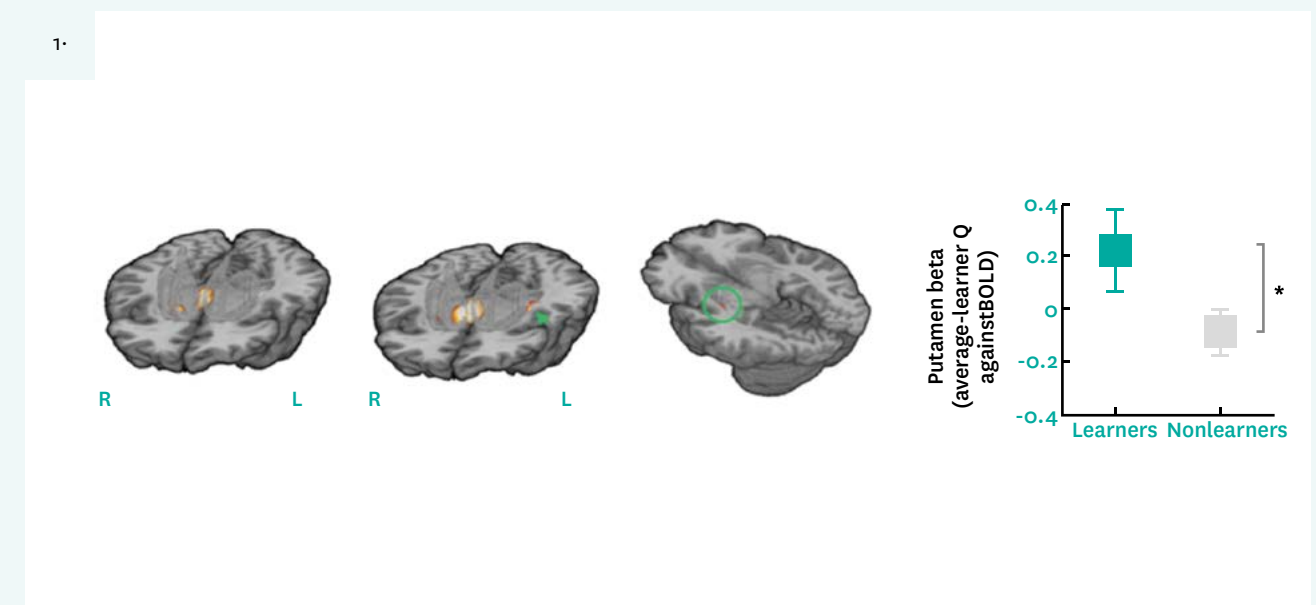 1.
R
L
R
L
Putamen beta
(average-learner Q
againstBOLD)
0.4
0.2
0
-0.2
-0.4
Learners
Nonlearners
*